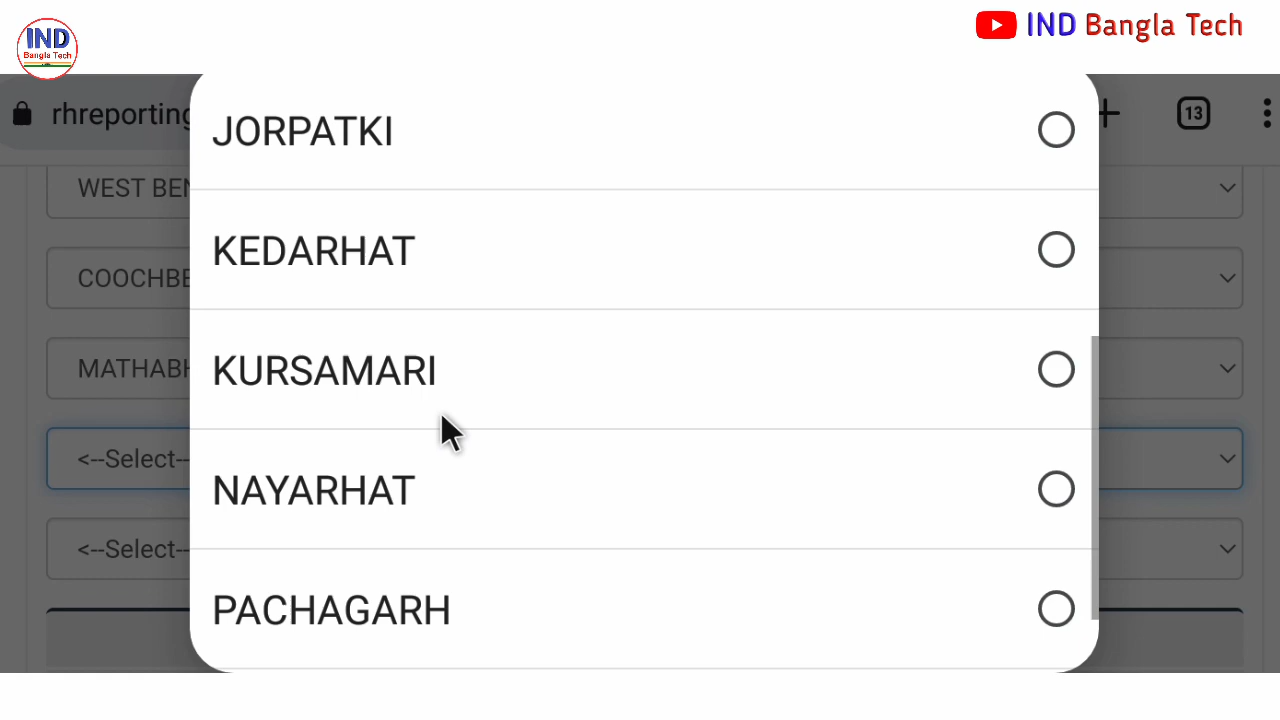 IND
Bangla Tech
IND Bangla Tech
rhreporting
13
WEST BEN
COOCHBE
MATHABH
<--Select--
<--Select--
JORPATKI
KEDARHAT
KURSAMARI
NAYARHAT
PACHAGARH